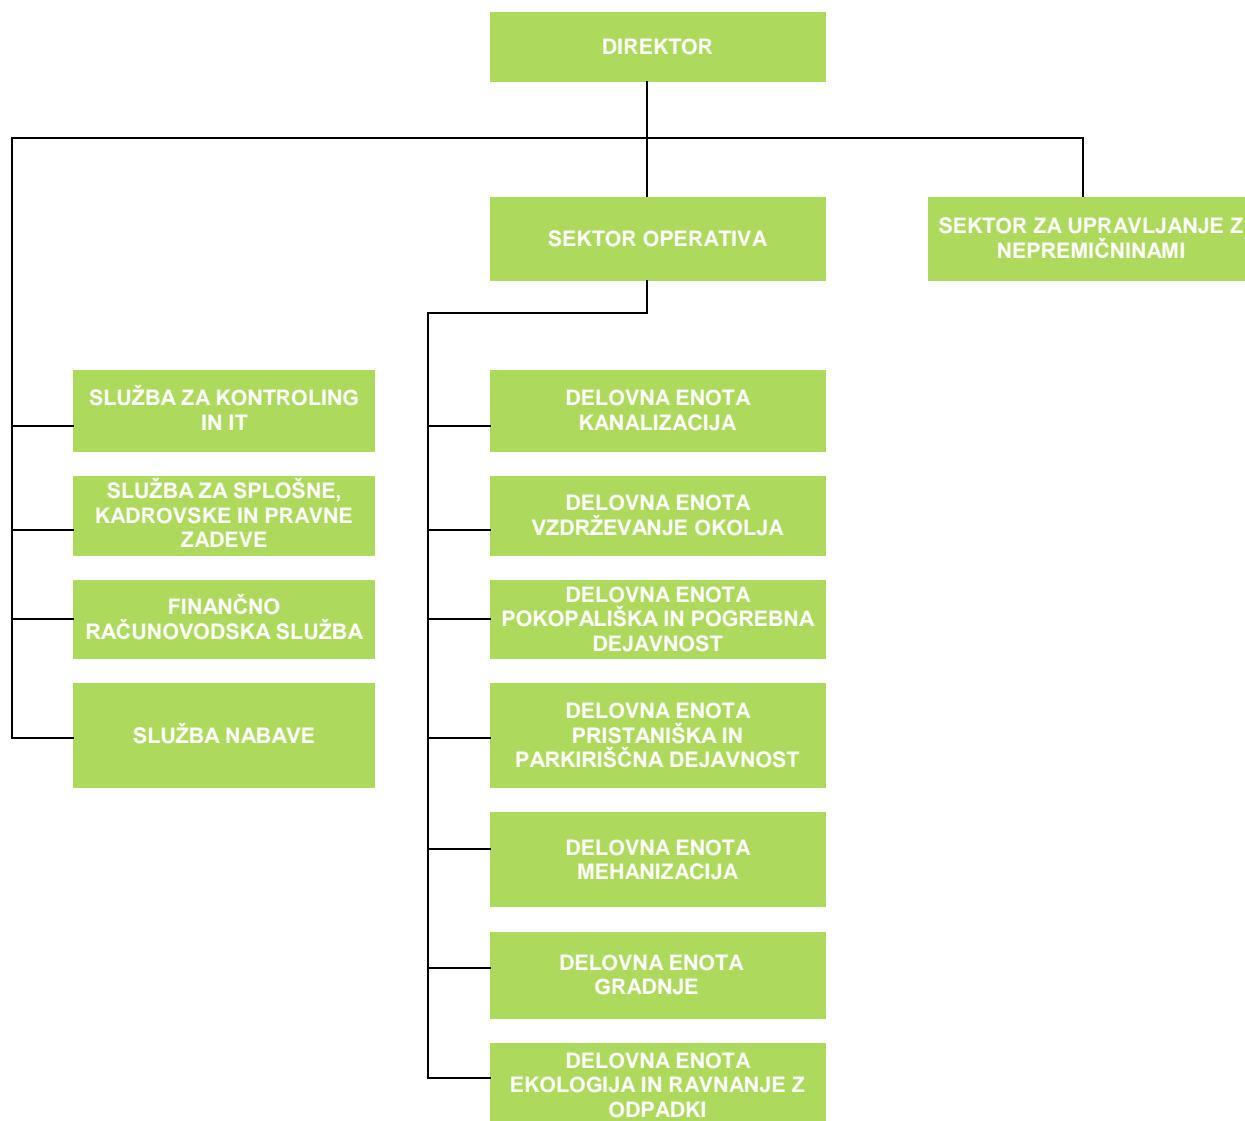 DIREKTOR
SEKTOR OPERATIVA
SEKTOR ZA UPRAVLJANJE Z
NEPREMIČNINAMI
SLUŽBA ZA KONTROLING
IN IT
SLUŽBA ZA SPLOŠNE,
KADROVSKE IN PRAVNE
ZADEVE
FINANČNO
RAČUNOVODSKA SLUŽBA
SLUŽBA NABAVE
DELOVNA ENOTA
KANALIZACIJA
DELOVNA ENOTA
VZDRŽEVANJE OKOLJA
DELOVNA ENOTA
POKOPALIŠKA IN POGREBNA
DEJAVNOST
DELOVNA ENOTA
PRISTANIŠKA IN
PARKIRIŠČNA DEJAVNOST
DELOVNA ENOTA
MEHANIZACIJA
DELOVNA ENOTA
GRADNJE
DELOVNA ENOTA
EKOLOGIJA IN RAVNANJE Z
ODPADKI